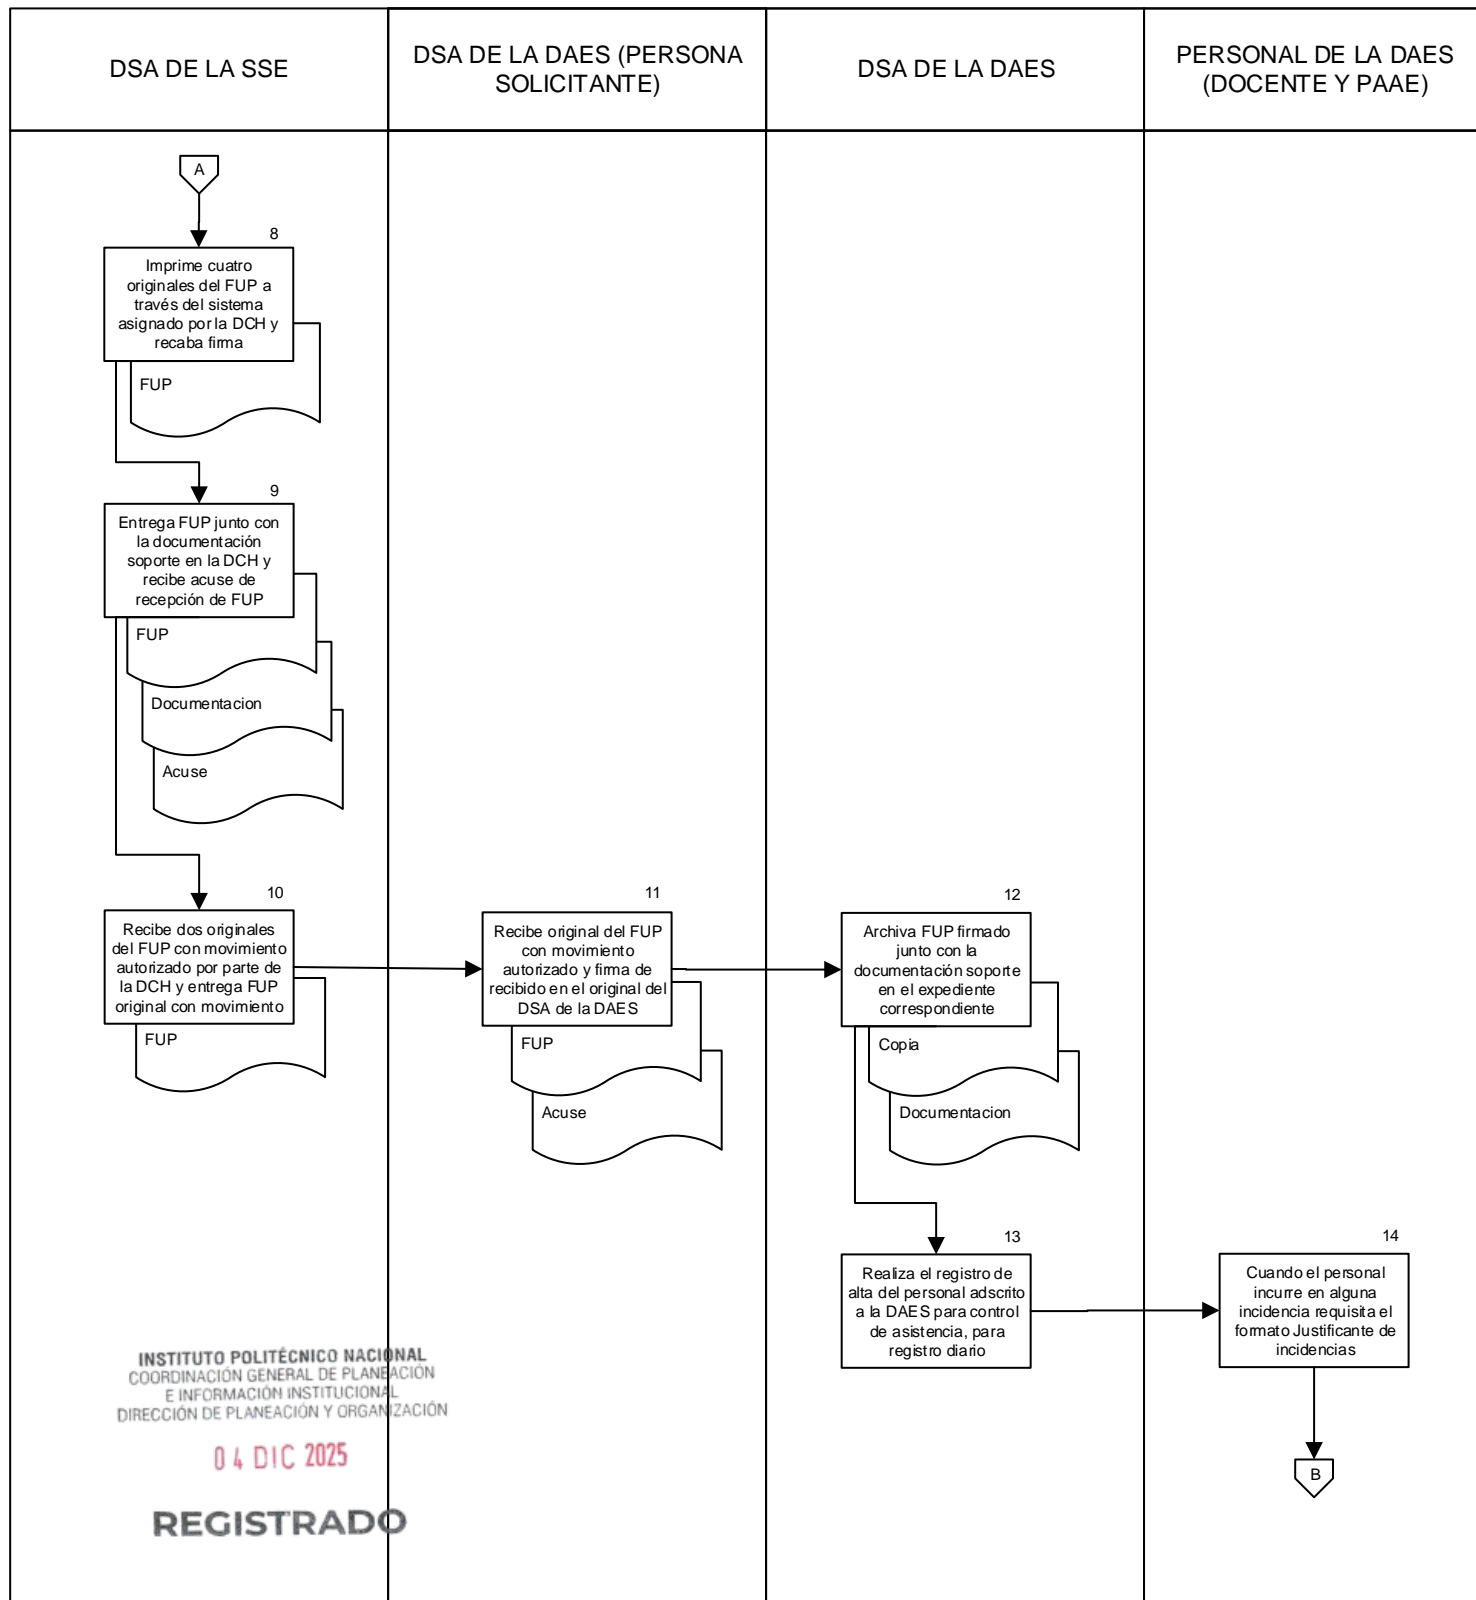 DSA DE LA SSE
DSA DE LA DAES (PERSONA
SOLICITANTE)
DSA DE LA DAES
PERSONAL DE LA DAES
(DOCENTE Y PAAE)
A
8
Imprime cuatro
originales del FUP a
través del sistema
asignado por la DCH y
recaba firma
FUP
9
Entrega FUP junto con
la documentación
soporte en la DCH y
recibe acuse de
recepción de FUP
FUP
Documentacion
Acuse
10
Recibe dos originales
del FUP con movimiento
autorizado por parte de
la DCH y entrega FUP
original con movimiento
FUP
11
Recibe original del FUP
con movimiento
autorizado y firma de
recibido en el original del
DSA de la DAES
FUP
Acuse
12
Archiva FUP firmado
junto con la
documentación soporte
en el expediente
correspondiente
Copia
Documentacion
13
Realiza el registro de
alta del personal adscrito
a la DAES para control
de asistencia, para
registro diario
14
Cuando el personal
incurre en alguna
incidencia requisita el
formato Justificante de
incidencias
B
INSTITUTO POLITÉCNICO NACIONAL
COORDINACIÓN GENERAL DE PLANEACIÓN
E INFORMACIÓN INSTITUCIONAL
DIRECCIÓN DE PLANEACIÓN Y ORGANIZACIÓN
04 DIC 2025
REGISTRADO